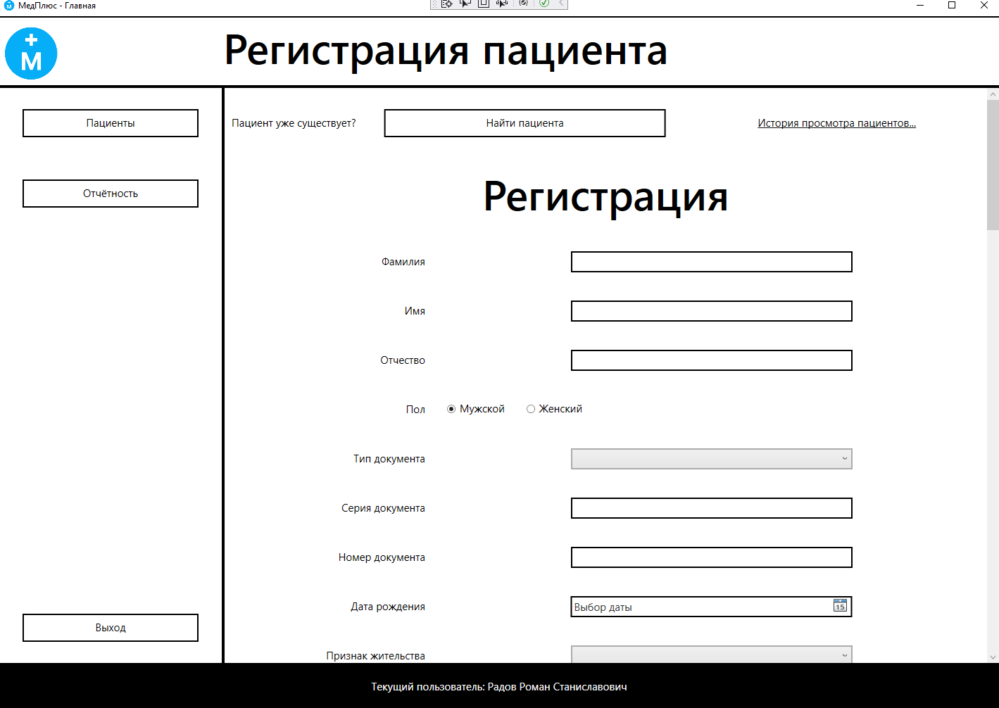 МедПлюс - Главная
М
Регистрация пациента
Пациенты
Отчётность
Выход
Пациент уже существует?
Найти пациента
История просмотра пациентов...
Регистрация
Фамилия
Имя
Отчество
Пол
Мужской
Женский
Тип документа
Серия документа
Номер документа
Дата рождения
Выбор даты
15
Признак жительства
Текущий пользователь: Радов Роман Станиславович